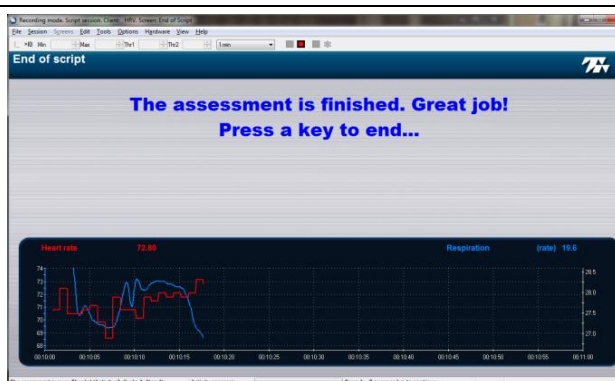 Recording mode. Script session. Client: , HRV. Screen: End of Script
File Session Screens Edit Tools Options Hardware View Help
Min Max Thr1 Thr2 1 min
End of script
The assessment is finished. Great job!
Press a key to end...
Heart rate 72.88 Respiration (rate) 19.6
74
73
72
71
70
69
68
28.5
28.0
27.5
27.0
00:10:00 00:10:05 00:10:10 00:10:15 00:10:20 00:10:25 00:10:30 00:10:35 00:10:40 00:10:45 00:10:50 00:10:55 00:11:00